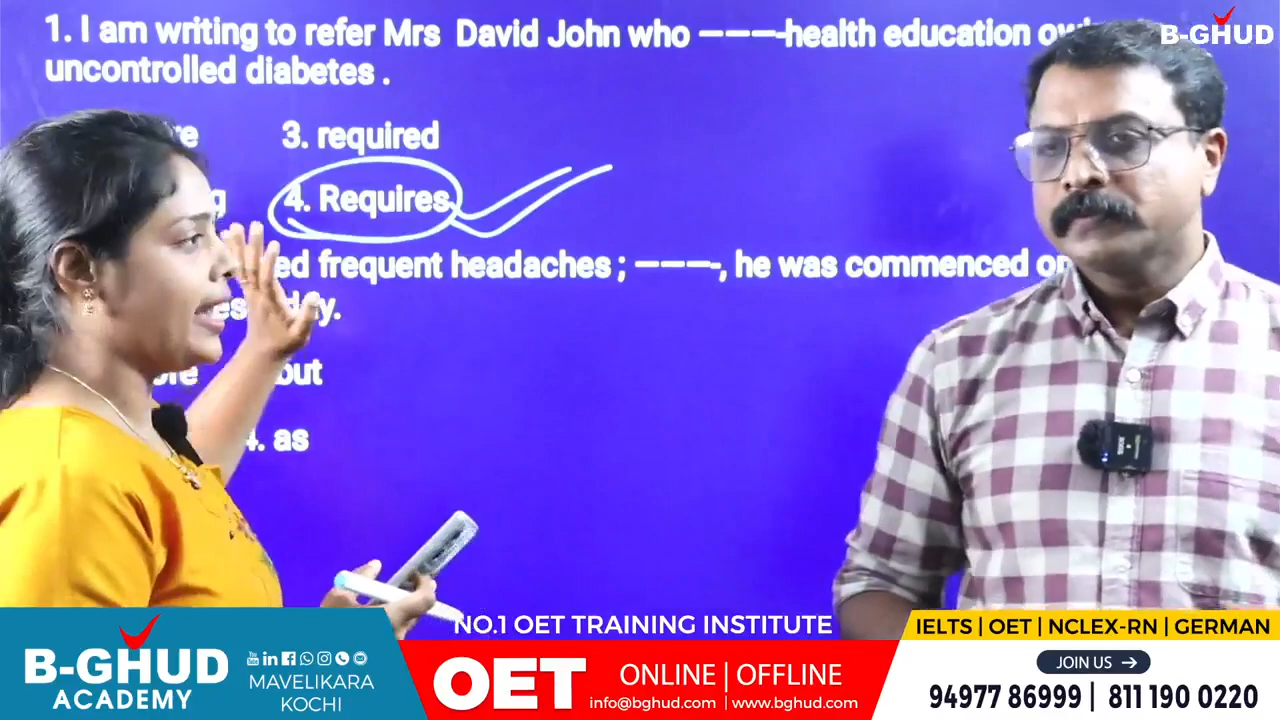 1. I am writing to refer Mrs David John who ————health education
uncontrolled diabetes .
3. required
4. Requires
frequent headaches ; ————, he was commenced
but
4. as
B-GHUD
NO.1 OET TRAINING INSTITUTE
IELTS | OET | NCLEX-RN | GERMAN
B-GHUD
ACADEMY
MAVELIKARA
KOCHI
OET
ONLINE | OFFLINE
info@bghud.com | www.bghud.com
JOIN US →
94977 86999 | 811 190 0220